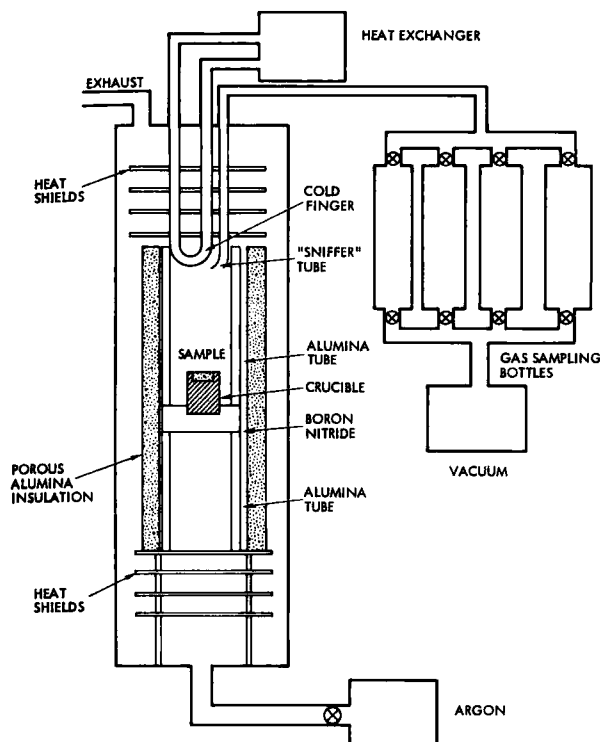 HEAT EXCHANGER
EXHAUST
HEAT
SHIELDS
COLD
FINGER
"SNIFFER"
TUBE
SAMPLE
ALUMINA
TUBE
CRUCIBLE
BORON
NITRIDE
GAS SAMPLING
BOTTLES
VACUUM
POROUS
ALUMINA
INSULATION
ALUMINA
TUBE
HEAT
SHIELDS
ARGON